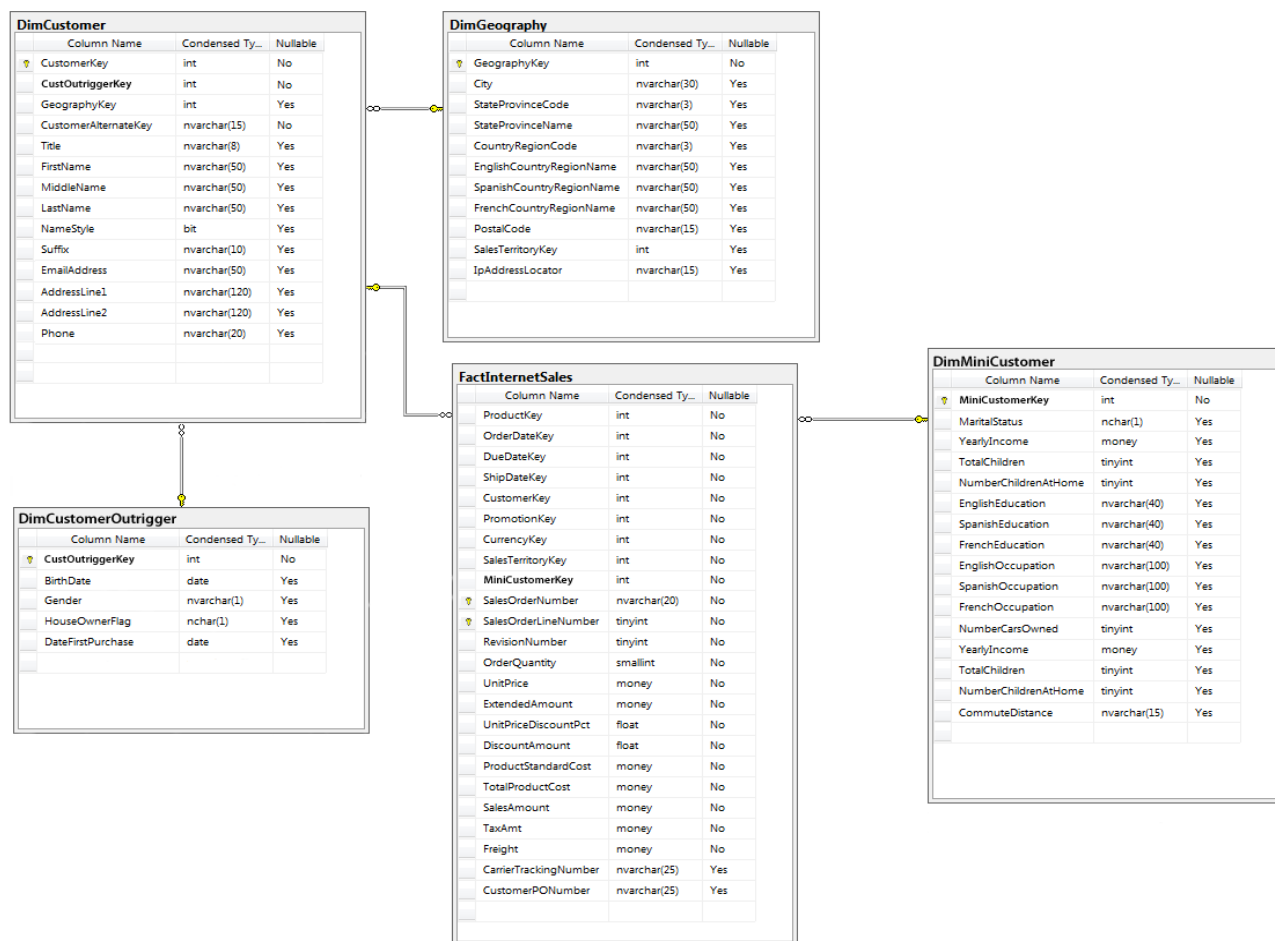 DimCustomer
Column Name Condensed Ty... Nullable
CustomerKey int No
CustOutriggerKey int No
GeographyKey int Yes
CustomerAlternateKey nvarchar(15) No
Title nvarchar(8) Yes
FirstName nvarchar(50) Yes
MiddleName nvarchar(50) Yes
LastName nvarchar(50) Yes
NameStyle bit Yes
Suffix nvarchar(10) Yes
EmailAddress nvarchar(50) Yes
AddressLine1 nvarchar(120) Yes
AddressLine2 nvarchar(120) Yes
Phone nvarchar(20) Yes
DimGeography
Column Name Condensed Ty... Nullable
GeographyKey int No
City nvarchar(30) Yes
StateProvinceCode nvarchar(3) Yes
StateProvinceName nvarchar(50) Yes
CountryRegionCode nvarchar(3) Yes
EnglishCountryRegionName nvarchar(50) Yes
SpanishCountryRegionName nvarchar(50) Yes
FrenchCountryRegionName nvarchar(50) Yes
PostalCode nvarchar(15) Yes
SalesTerritoryKey int Yes
IpAddressLocator nvarchar(15) Yes
DimCustomerOutrigger
Column Name Condensed Ty... Nullable
CustOutriggerKey int No
BirthDate date Yes
Gender nvarchar(1) Yes
HouseOwnerFlag nchar(1) Yes
DateFirstPurchase date Yes
FactInternetSales
Column Name Condensed Ty... Nullable
ProductKey int No
OrderDateKey int No
DueDateKey int No
ShipDateKey int No
CustomerKey int No
PromotionKey int No
CurrencyKey int No
SalesTerritoryKey int No
MiniCustomerKey int No
SalesOrderNumber nvarchar(20) No
SalesOrderLineNumber tinyint No
RevisionNumber tinyint No
OrderQuantity smallint No
UnitPrice money No
ExtendedAmount money No
UnitPriceDiscountPct float No
DiscountAmount float No
ProductStandardCost money No
TotalProductCost money No
SalesAmount money No
TaxAmt money No
Freight money No
CarrierTrackingNumber nvarchar(25) Yes
CustomerPONumber nvarchar(25) Yes
DimMiniCustomer
Column Name Condensed Ty... Nullable
MiniCustomerKey int No
MaritalStatus nchar(1) Yes
YearlyIncome money Yes
TotalChildren tinyint Yes
NumberChildrenAtHome tinyint Yes
EnglishEducation nvarchar(40) Yes
SpanishEducation nvarchar(40) Yes
FrenchEducation nvarchar(40) Yes
EnglishOccupation nvarchar(100) Yes
SpanishOccupation nvarchar(100) Yes
FrenchOccupation nvarchar(100) Yes
NumberCarsOwned tinyint Yes
YearlyIncome money Yes
TotalChildren tinyint Yes
NumberChildrenAtHome tinyint Yes
CommuteDistance nvarchar(15) Yes